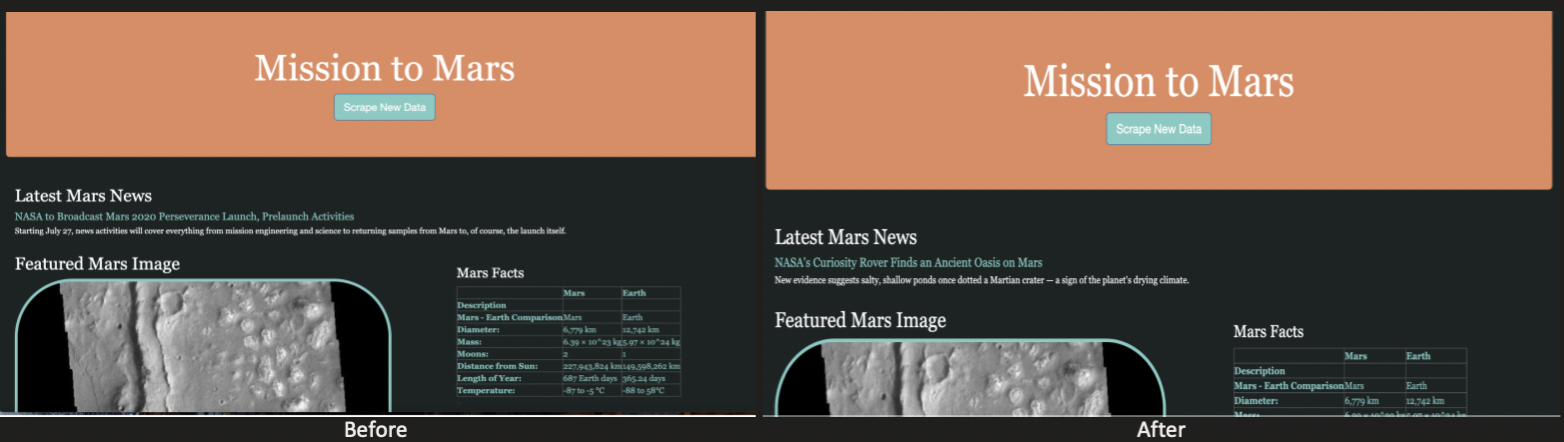 Mission to Mars
Scrape New Data
Latest Mars News
NASA to Broadcast Mars 2020 Perseverance Launch, Prelaunch Activities
Starting July 27, news activities will cover everything from mission engineering and science to returning samples from Mars to, of course, the launch itself.
Featured Mars Image
Mars Facts
Mars Earth
Description
Mars - Earth Comparison Mars Earth
Diameter: 6,779 km 12,742 km
Mass: 6.39 × 10^23 kg 5.97 × 10^24 kg
Moons: 2 1
Distance from Sun: 227,943,824 km 149,598,262 km
Length of Year: 687 Earth days 365.24 days
Temperature: -87 to -5 °C -88 to 58°C
Before
Mission to Mars
Scrape New Data
Latest Mars News
NASA's Curiosity Rover Finds an Ancient Oasis on Mars
New evidence suggests salty, shallow ponds once dotted a Martian crater — a sign of the planet's drying climate.
Featured Mars Image
Mars Facts
Mars Earth
Description
Mars - Earth Comparison Mars Earth
Diameter: 6,779 km 12,742 km
After